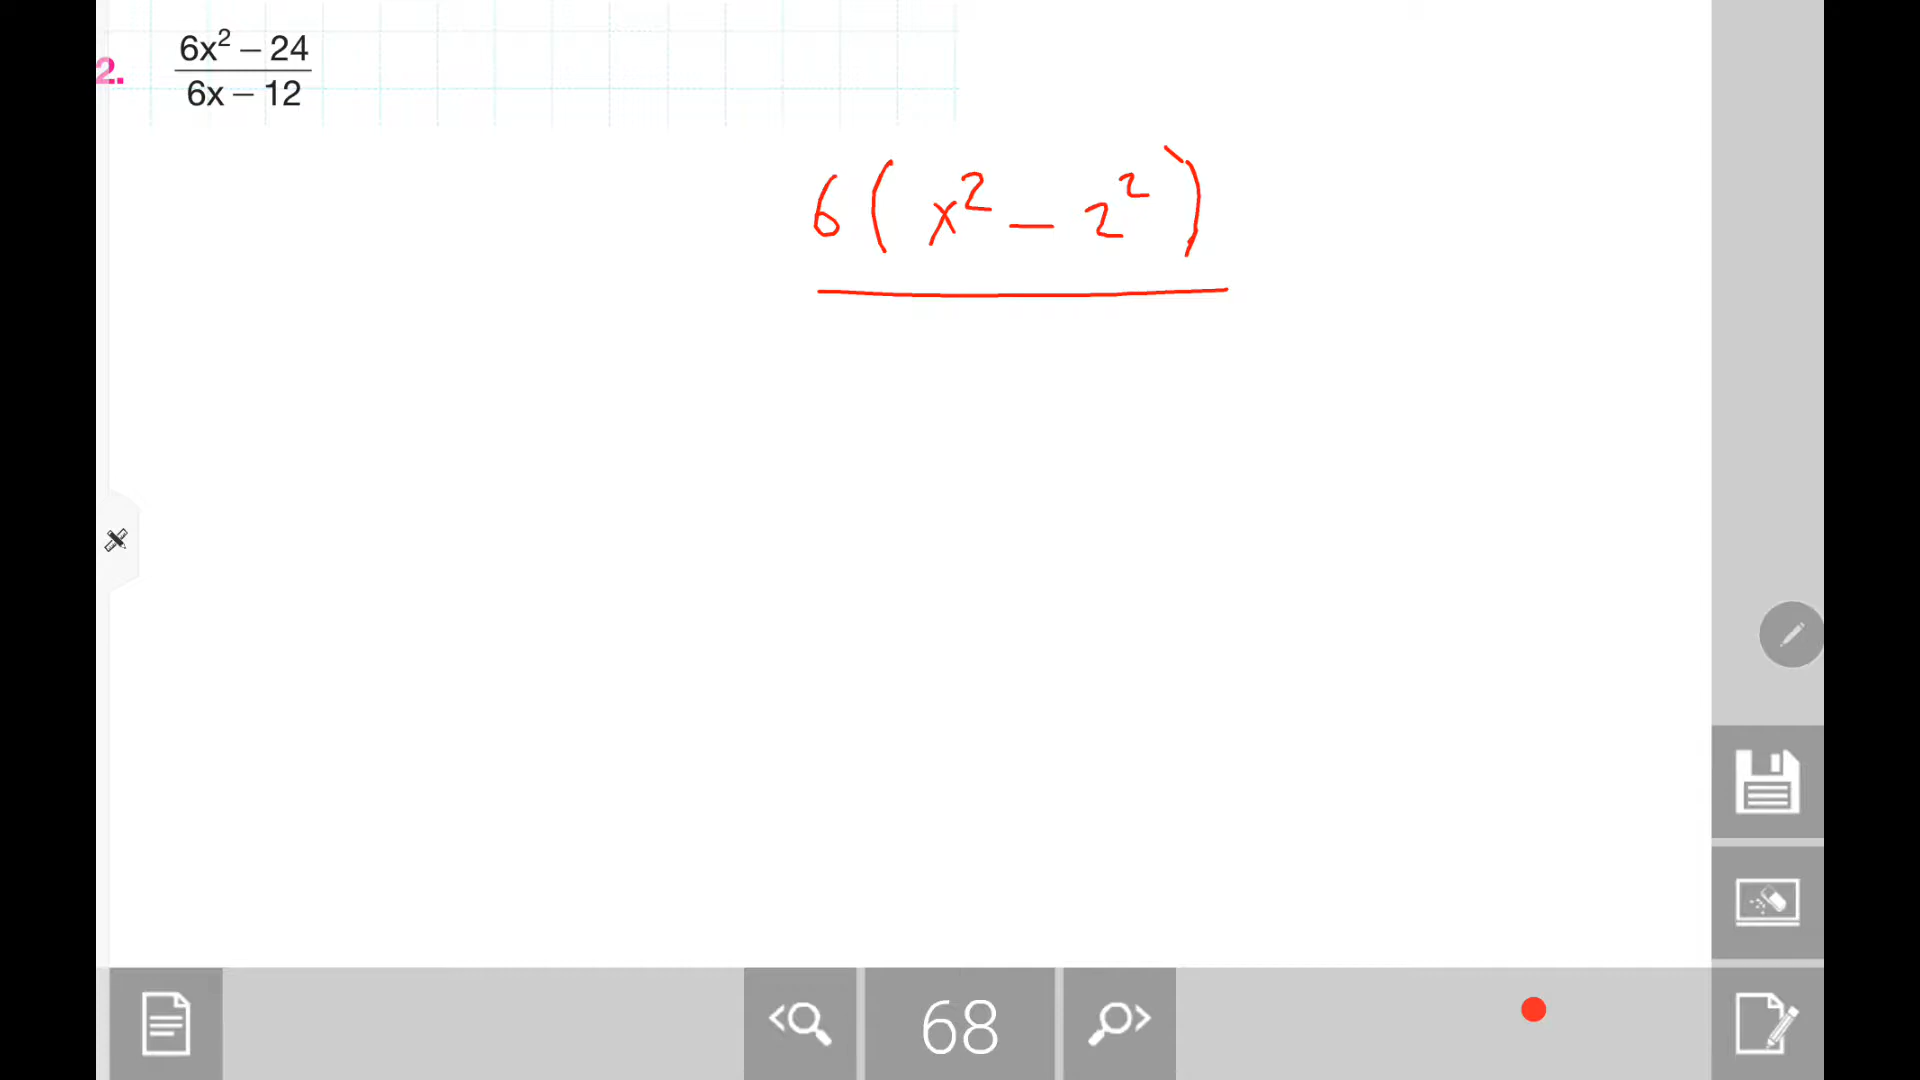 2. 6x² – 24
6x – 12
6 ( x² – 2² )
68